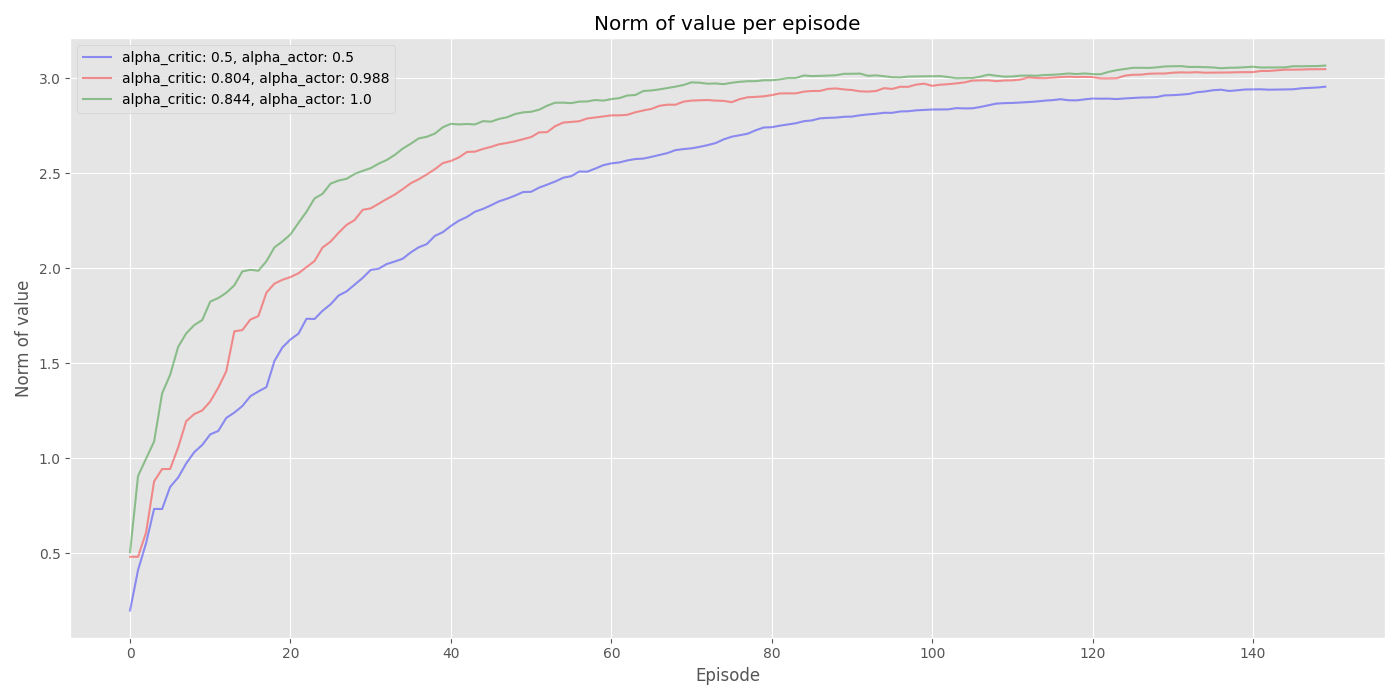 Norm of value per episode
alpha_critic: 0.5, alpha_actor: 0.5
alpha_critic: 0.804, alpha_actor: 0.988
alpha_critic: 0.844, alpha_actor: 1.0
Norm of value
3.0
2.5
2.0
1.5
1.0
0.5
0 20 40 60 80 100 120 140
Episode